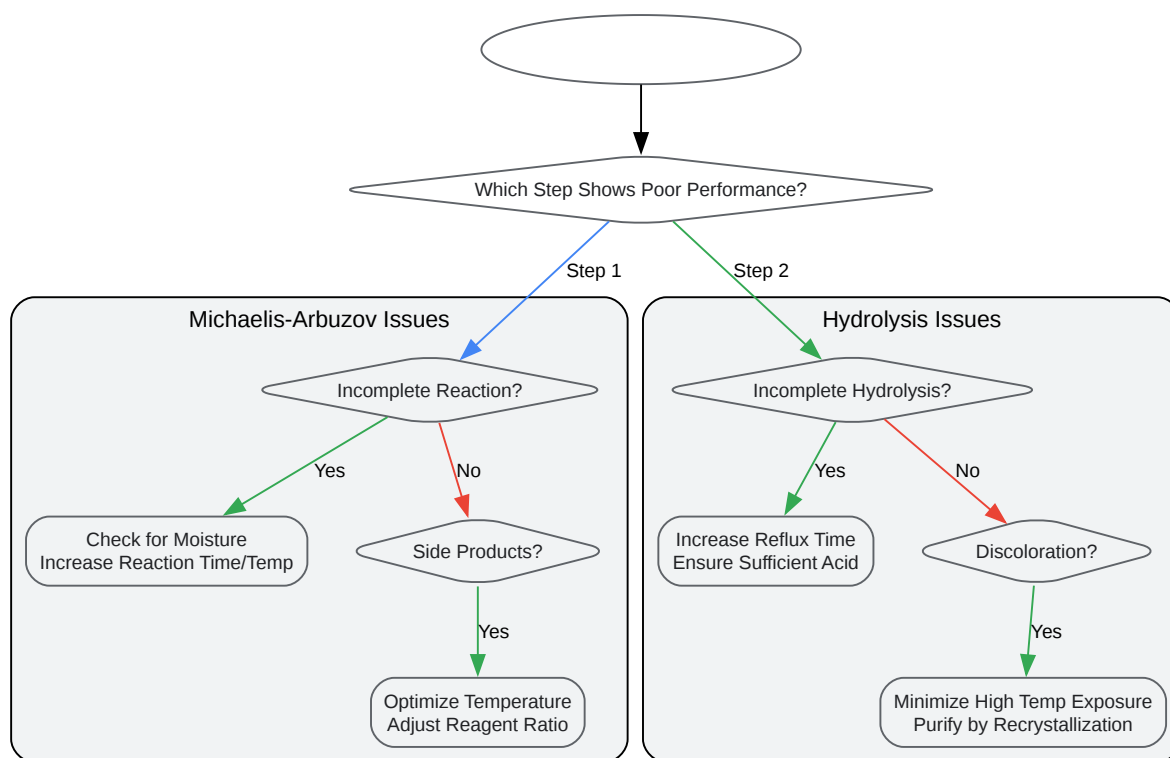 Which Step Shows Poor Performance?
Step 1
Step 2
Michaelis-Arbuzov Issues
Hydrolysis Issues
Incomplete Reaction?
Incomplete Hydrolysis?
Yes
No
Yes
No
Check for Moisture
Increase Reaction Time/Temp
Side Products?
Increase Reflux Time
Ensure Sufficient Acid
Discoloration?
Yes
Yes
Optimize Temperature
Adjust Reagent Ratio
Minimize High Temp Exposure
Purify by Recrystallization